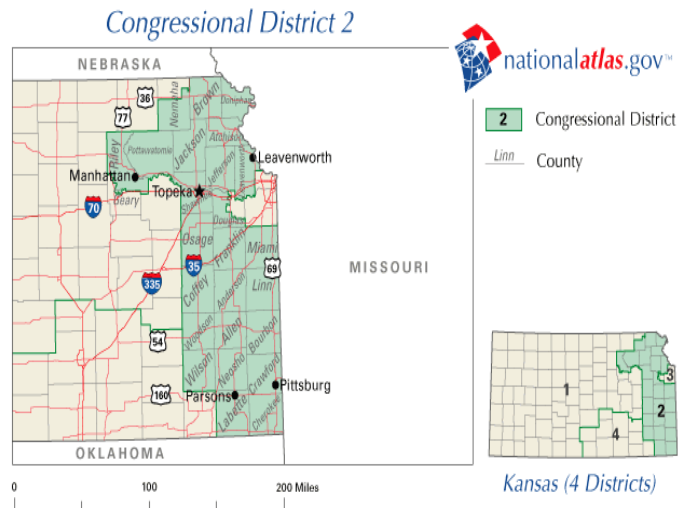 Congressional District 2
NEBRASKA
36
77
Nemaha
Brown
Doniphan
Riley
Pottawatomie
Jackson
Atchison
Jefferson
Leavenworth
Leavenworth
Manhattan
Topeka
Geary
Shawnee
70
Douglas
Osage
Franklin
Miami
35
69
335
Coffey
Anderson
Linn
MISSOURI
54
Woodson
Allen
Bourbon
Wilson
Neosho
Crawford
160
Parsons
Pittsburg
Labette
Cherokee
OKLAHOMA
0 100 200 Miles
nationalatlas.gov™
2 Congressional District
Linn County
1
3
2
4
Kansas (4 Districts)